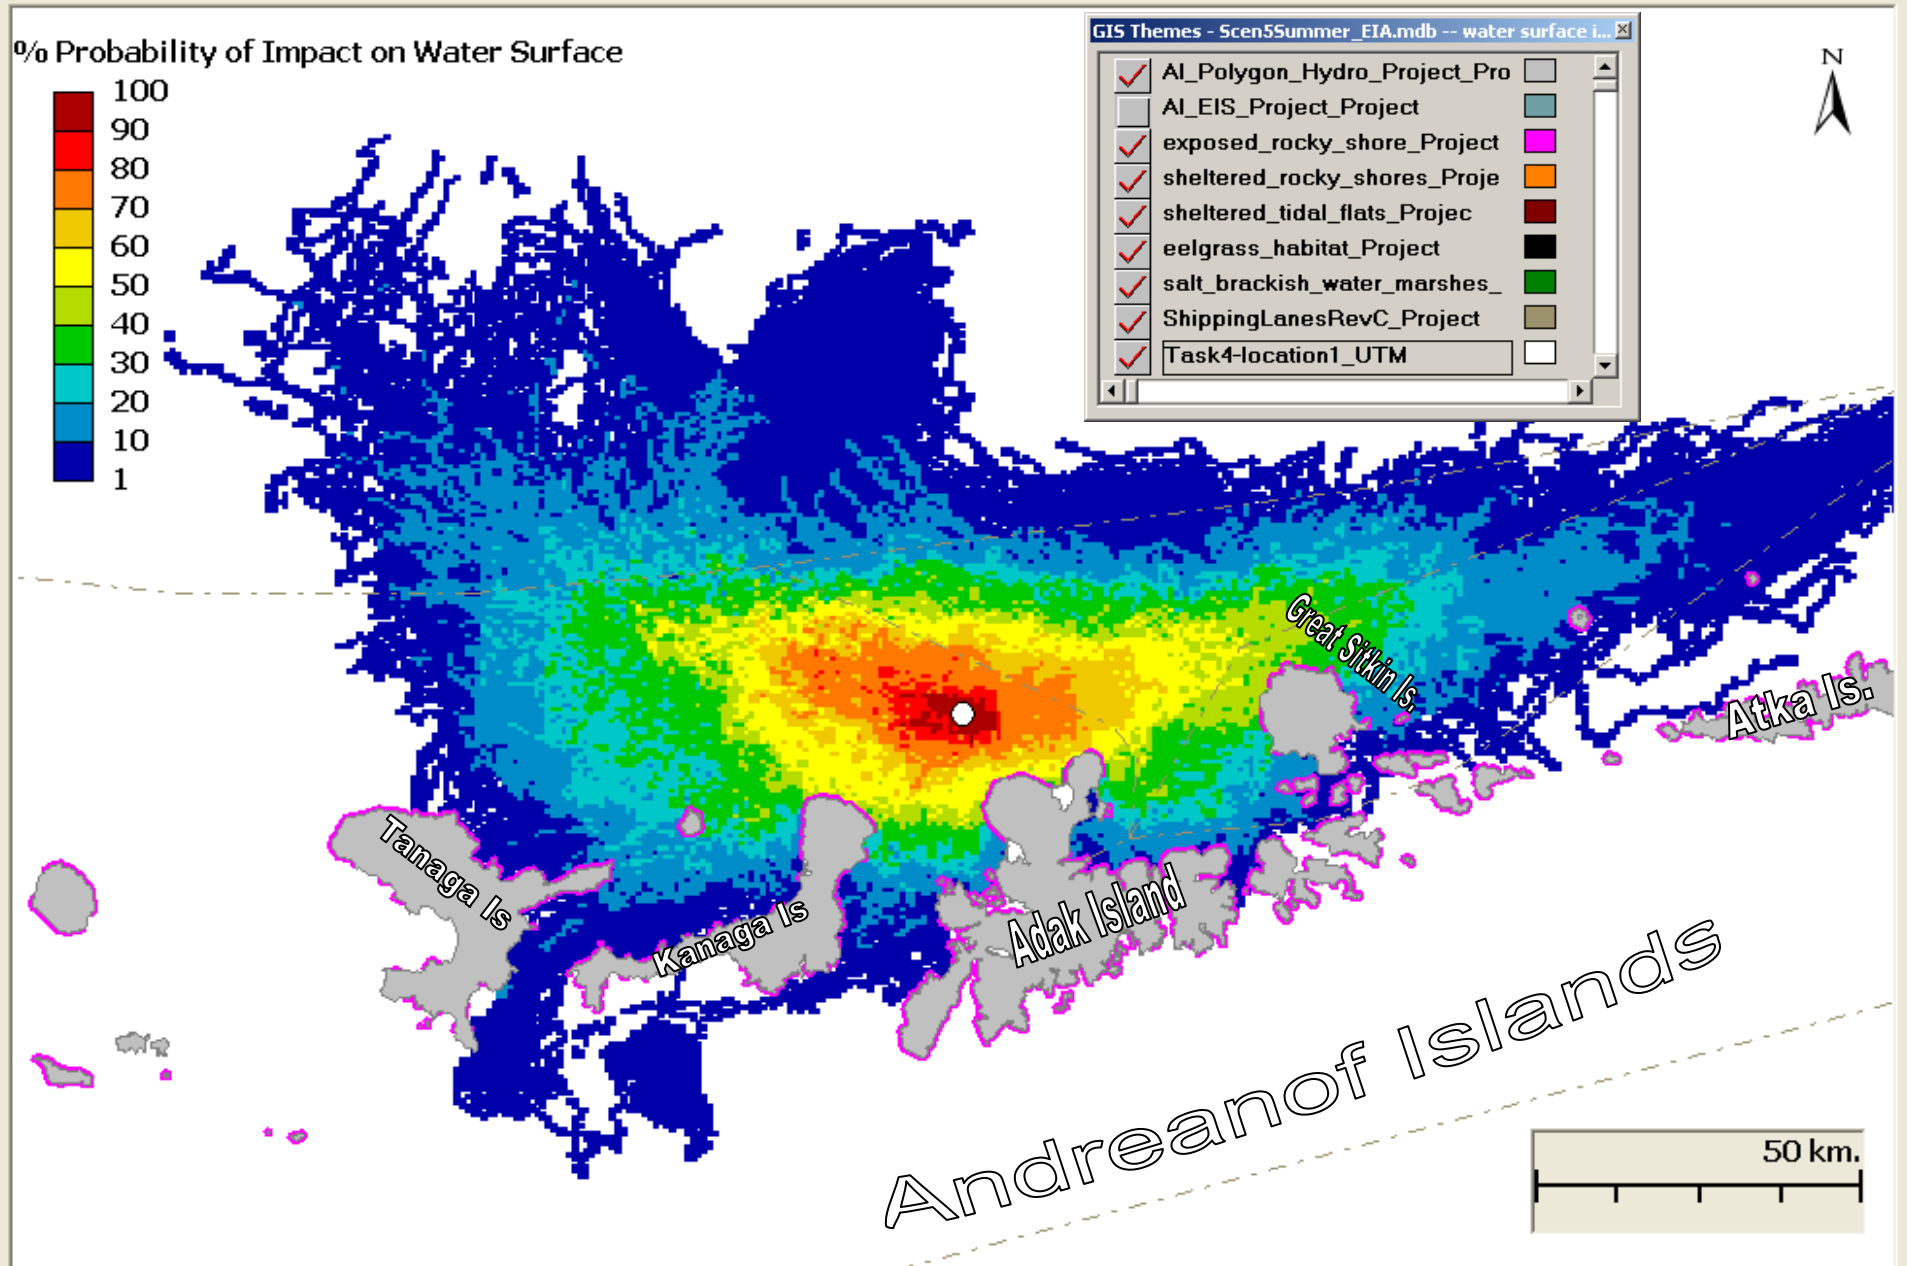 % Probability of Impact on Water Surface
100
90
80
70
60
50
40
30
20
10
1
GIS Themes - Scen5Summer_EIA.mdb -- water surface i...
AI_Polygon_Hydro_Project_Pro
AI_EIS_Project_Project
exposed_rocky_shore_Project
sheltered_rocky_shores_Proje
sheltered_tidal_flats_Projec
eelgrass_habitat_Project
salt_brackish_water_marshes_
ShippingLanesRevC_Project
Task4-location1_UTM
N
Great Sitkin Is.
Atka Is.
Tanaga Is
Kanaga Is
Adak Island
Andreanof Islands
50 km.